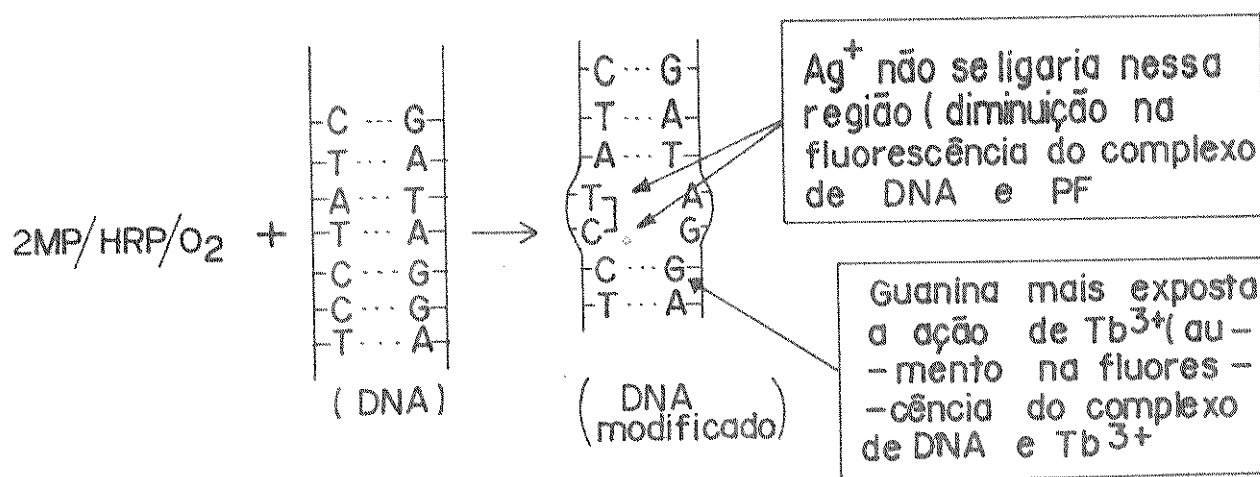 2MP/HRP/O2 +
C ··· G
T ··· A
A ··· T
T ··· A
C ··· G
C ··· G
T ··· A
(DNA)
C ··· G
T ··· A
A ··· T
T A
C G
C ··· G
T ··· A
(DNA
modificado)
Ag+ não se ligaria nessa
região (diminuição na
fluorescência do complexo
de DNA e PF
Guanina mais exposta
a ação de Tb3+(au-
-mento na fluores-
-cência do complexo
de DNA e Tb3+